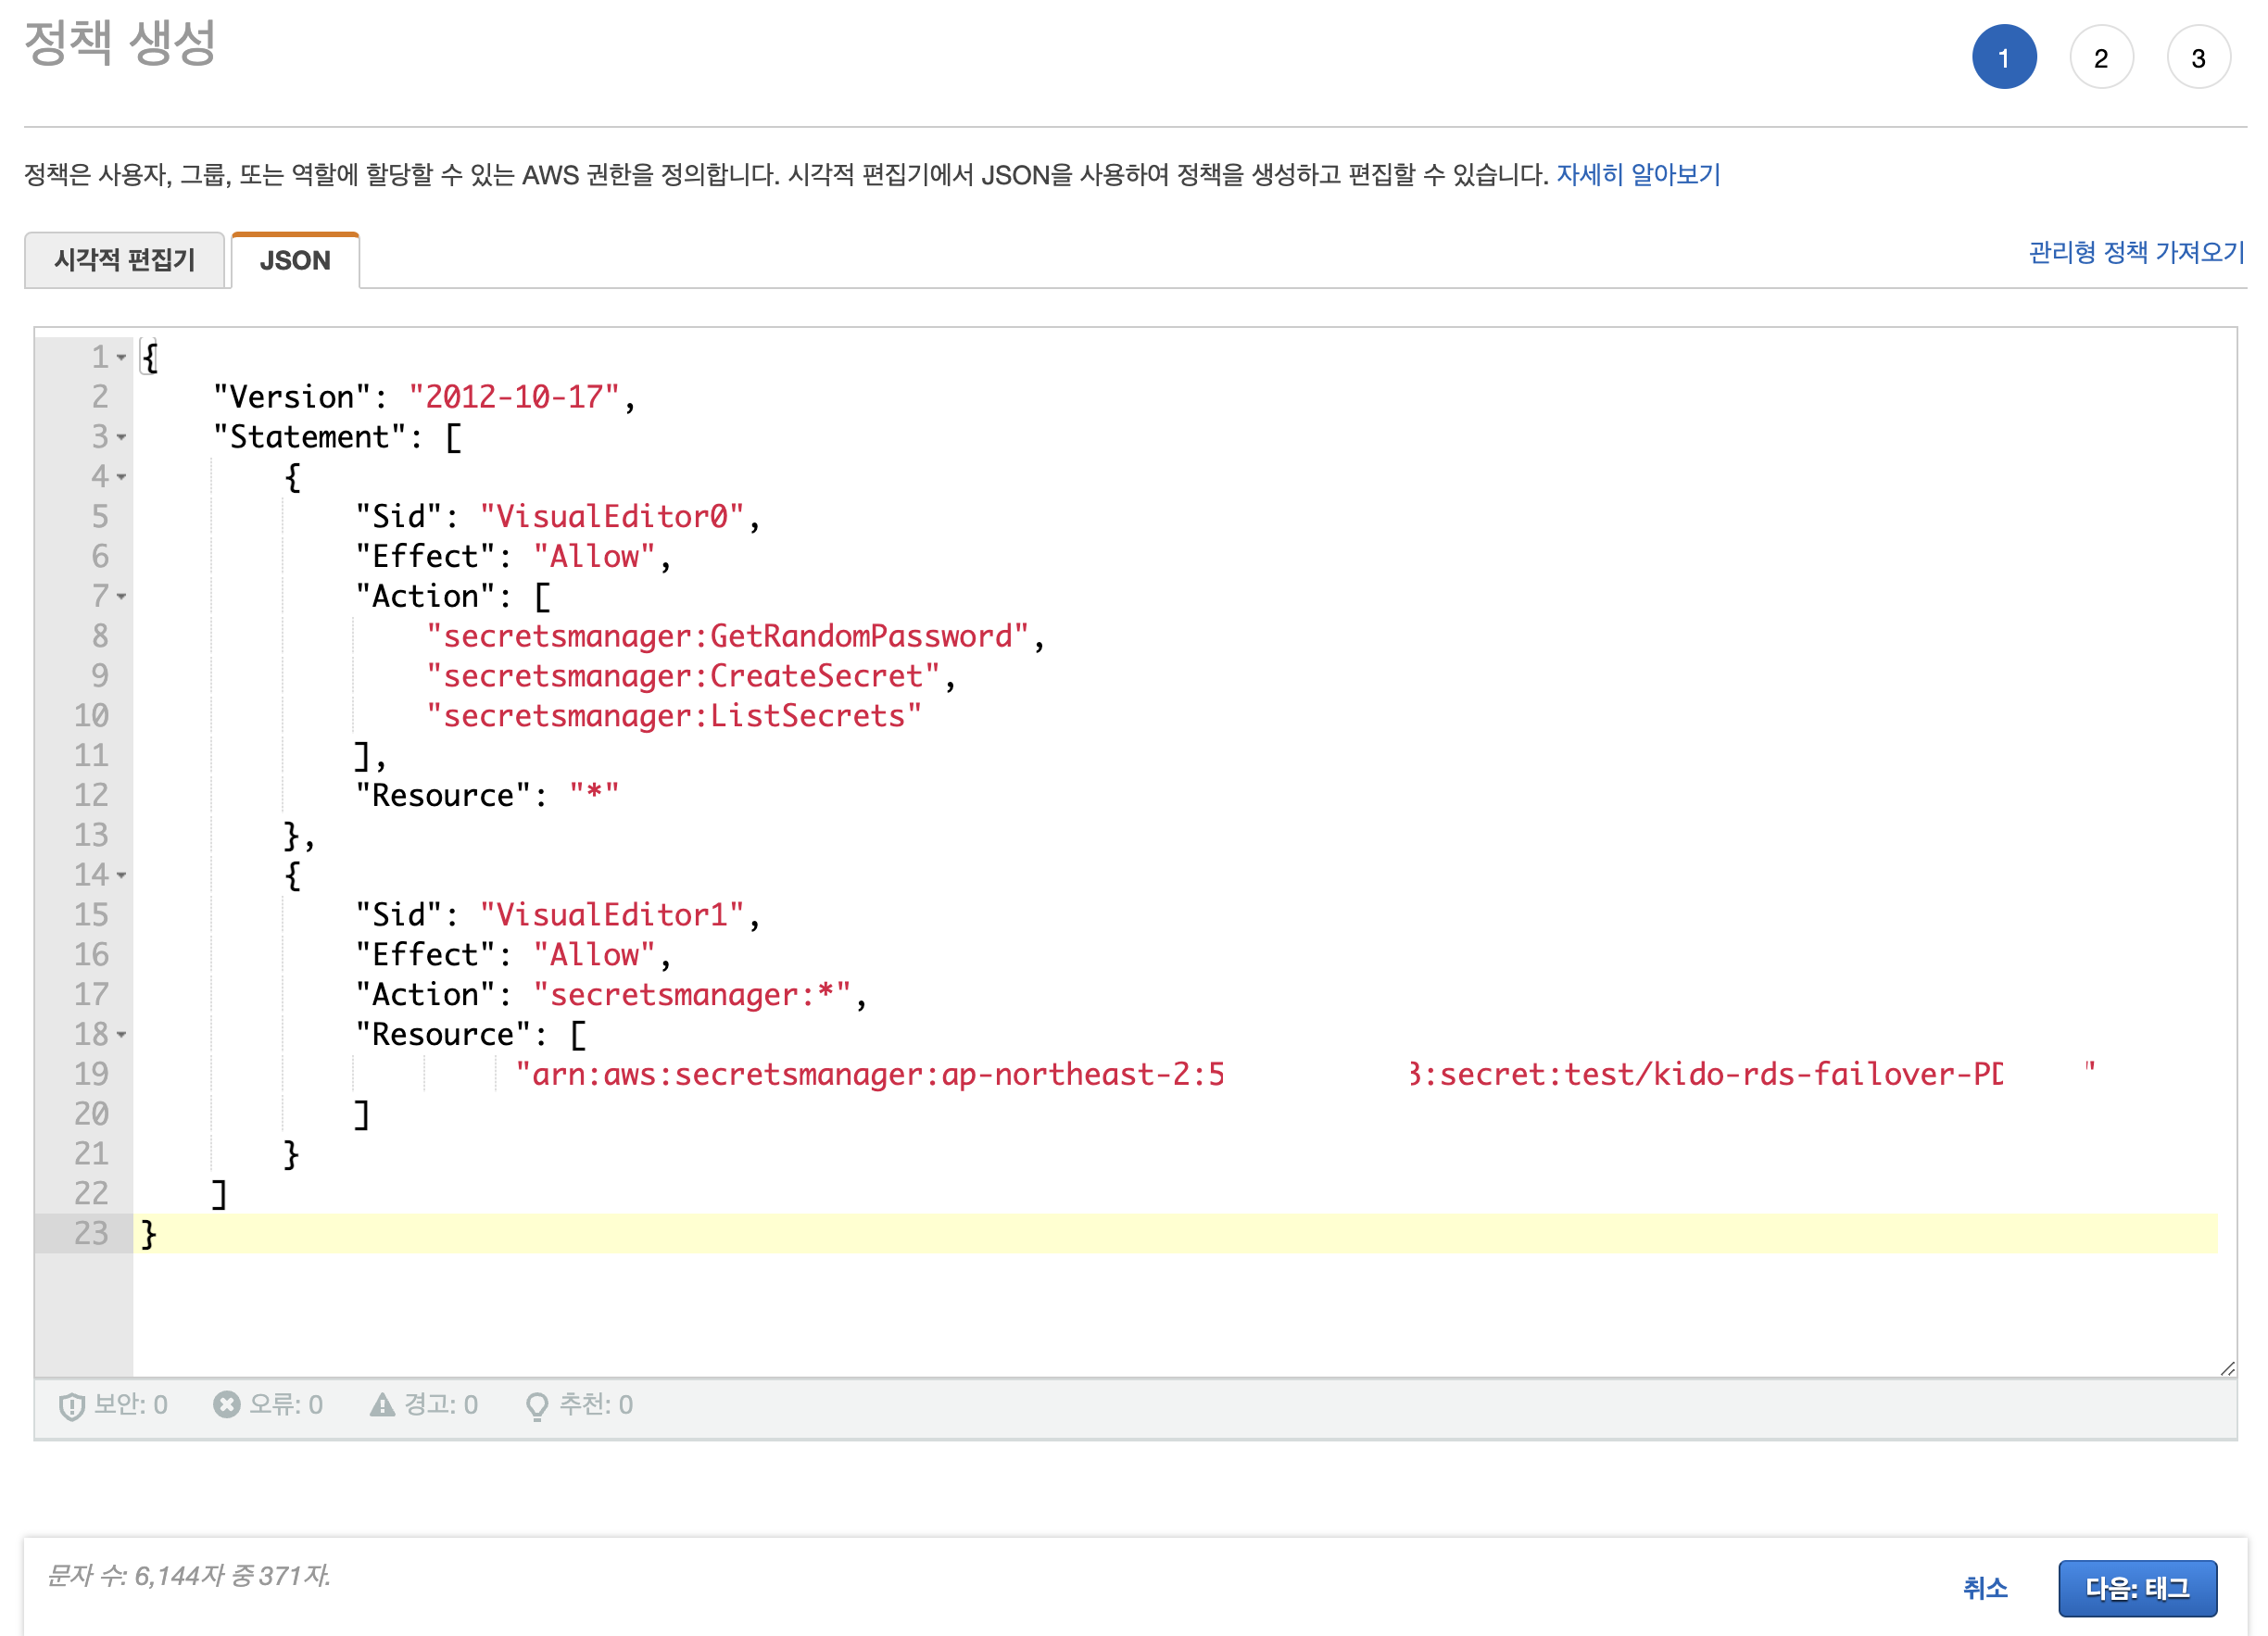 정책 생성
1 2 3
정책은 사용자, 그룹, 또는 역할에 할당할 수 있는 AWS 권한을 정의합니다. 시각적 편집기에서 JSON을 사용하여 정책을 생성하고 편집할 수 있습니다. 자세히 알아보기
시각적 편집기 JSON 관리형 정책 가져오기
1 {
2 "Version": "2012-10-17",
3 "Statement": [
4 {
5 "Sid": "VisualEditor0",
6 "Effect": "Allow",
7 "Action": [
8 "secretsmanager:GetRandomPassword",
9 "secretsmanager:CreateSecret",
10 "secretsmanager:ListSecrets"
11 ],
12 "Resource": "*"
13 },
14 {
15 "Sid": "VisualEditor1",
16 "Effect": "Allow",
17 "Action": "secretsmanager:*",
18 "Resource": [
19 "arn:aws:secretsmanager:ap-northeast-2:5 3:secret:test/kido-rds-failover-PD "
20 ]
21 }
22 ]
23 }
보안: 0 오류: 0 경고: 0 추천: 0
문자 수: 6,144자 중 371자.
취소 다음: 태그